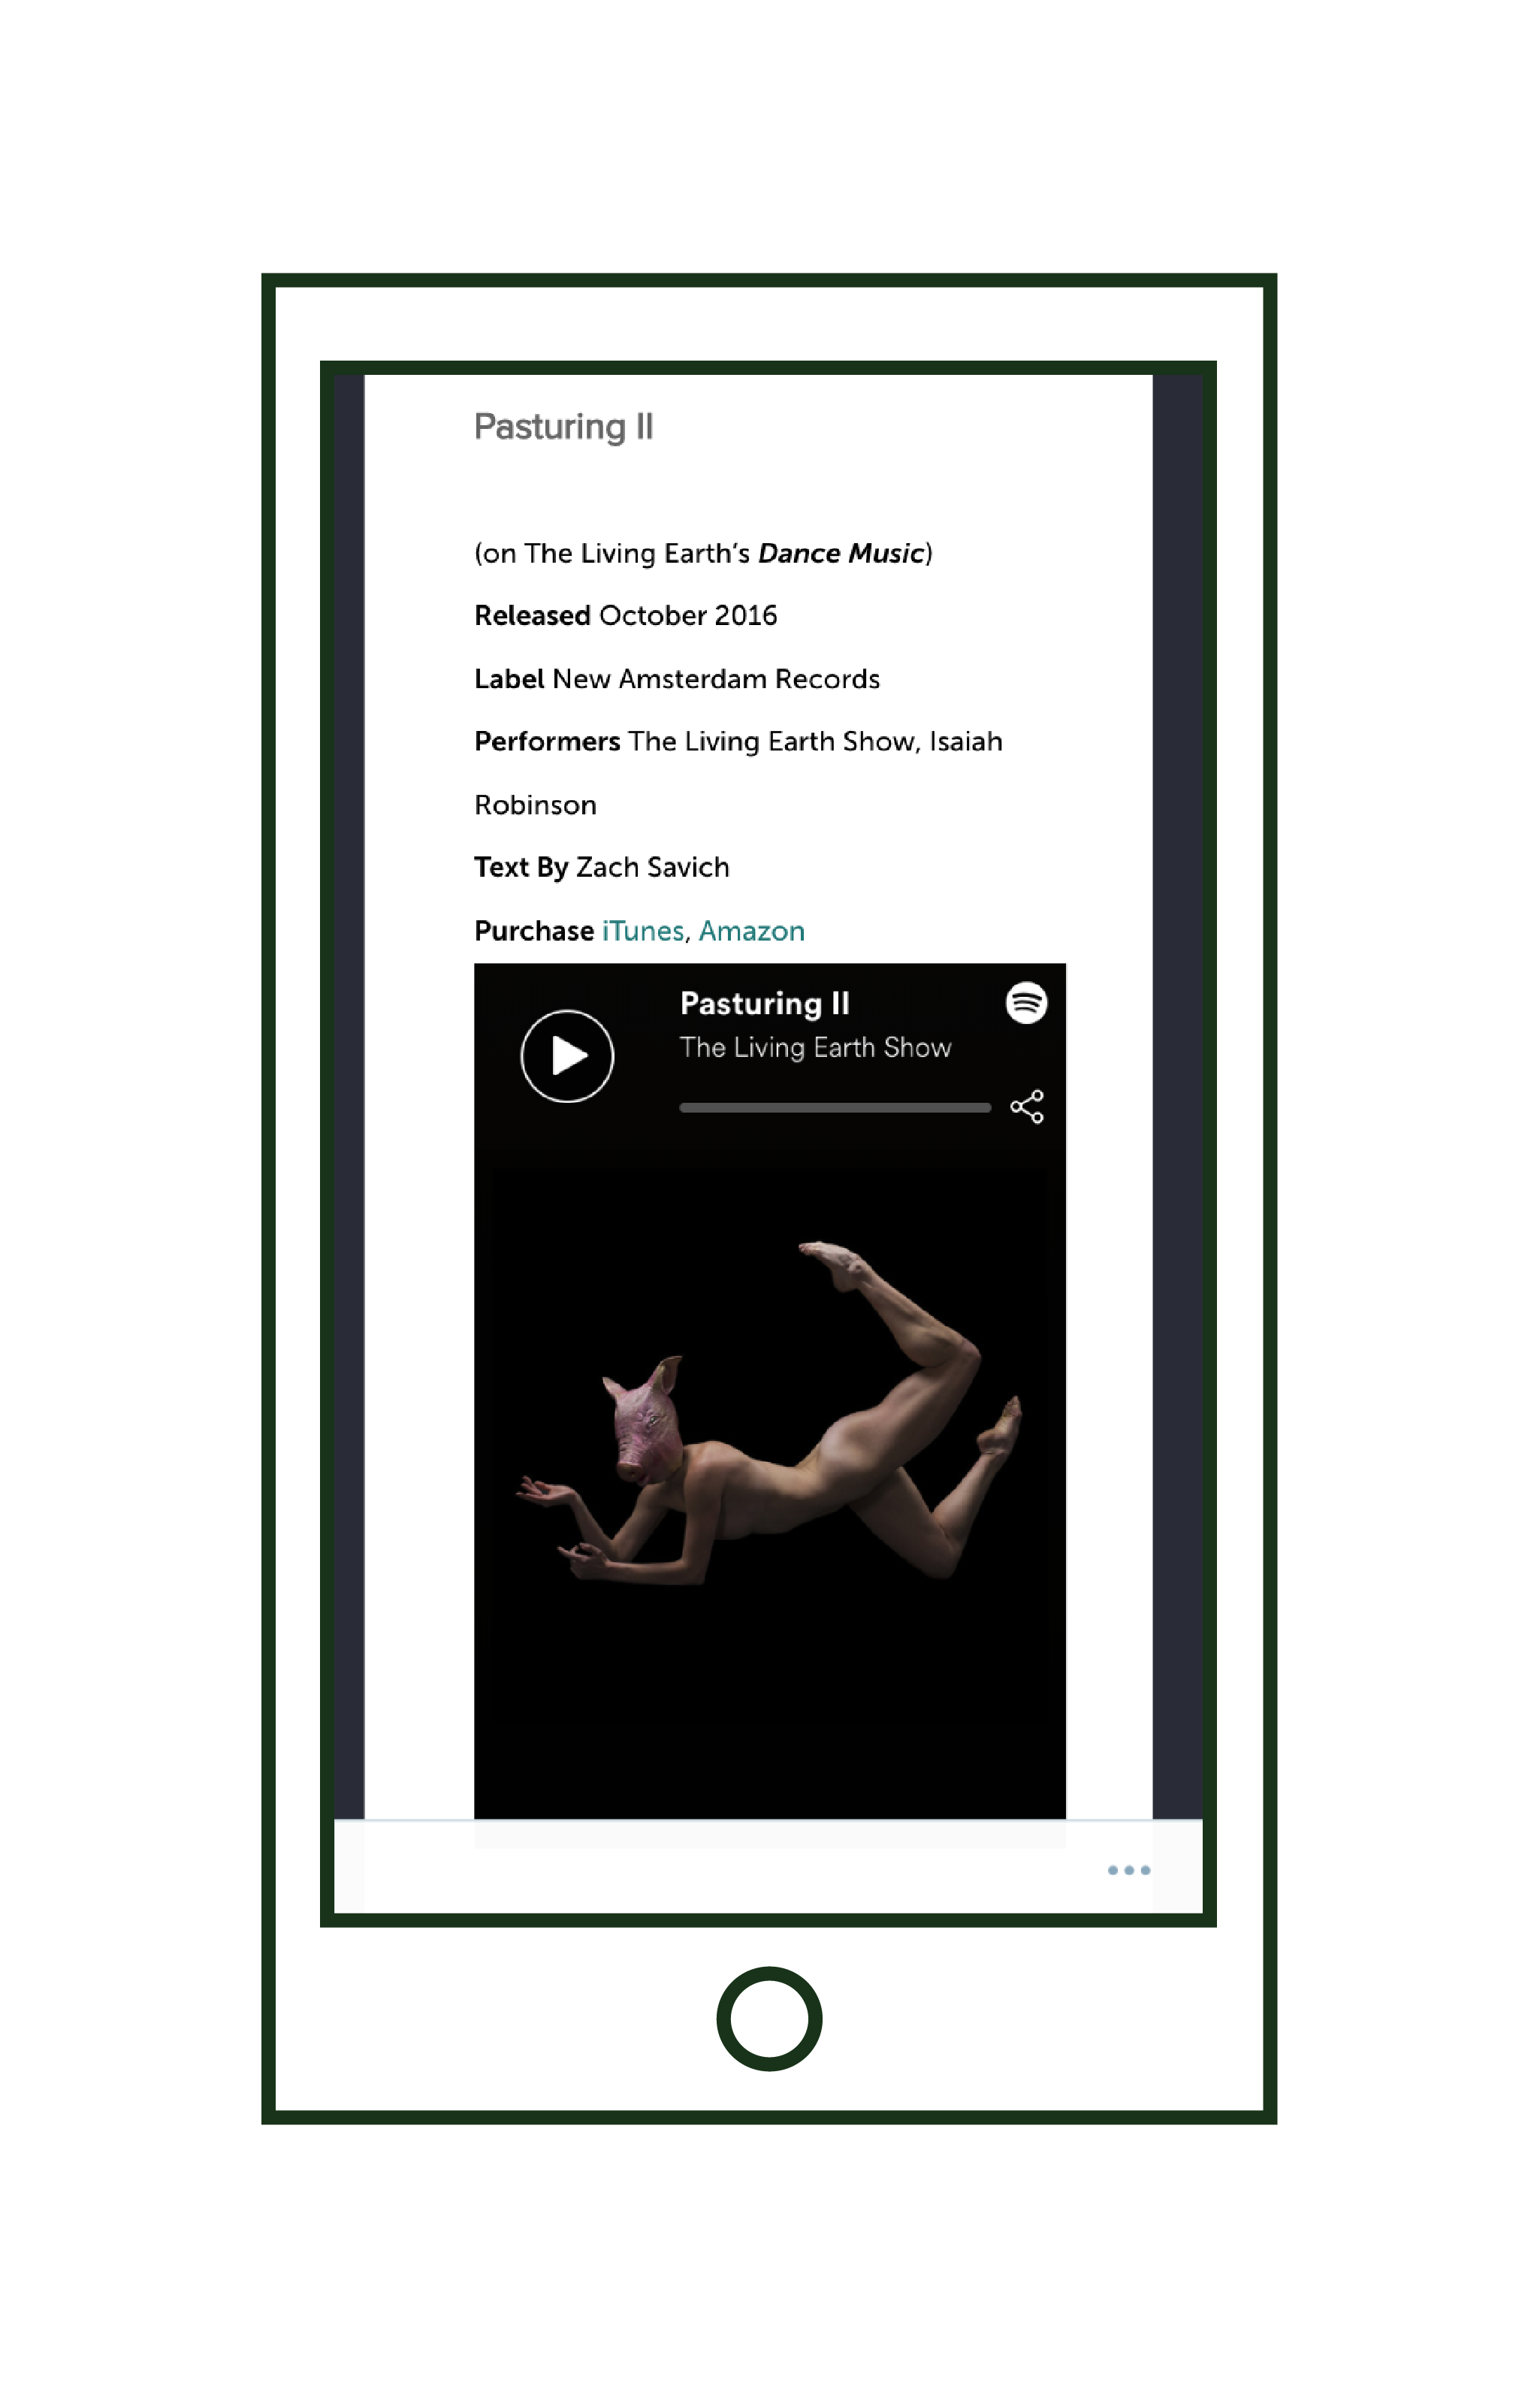 Pasturing II
(on The Living Earth’s Dance Music)
Released October 2016
Label New Amsterdam Records
Performers The Living Earth Show, Isaiah
Robinson
Text By Zach Savich
Purchase iTunes, Amazon
Pasturing II
The Living Earth Show